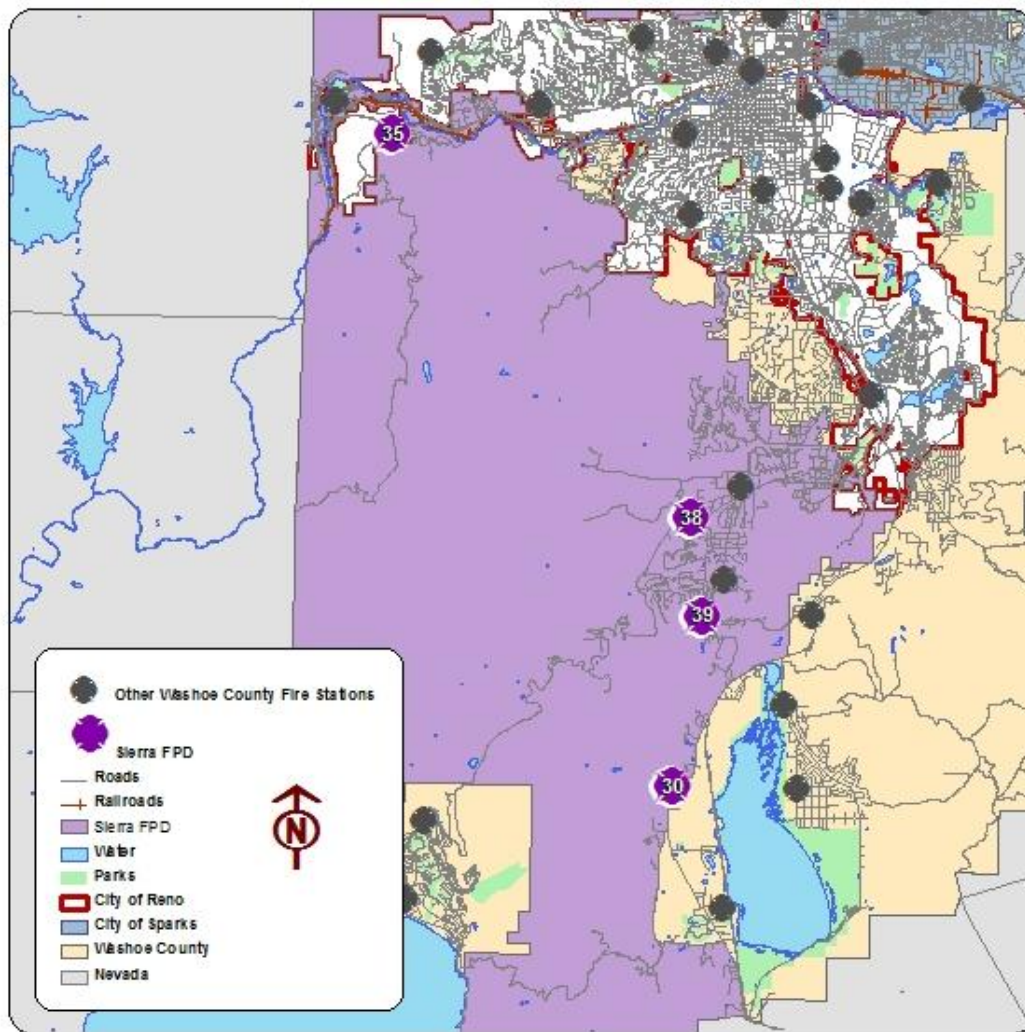 35
38
39
30
Other Washoe County Fire Stations
Sierra FPD
Roads
Railroads
Sierra FPD
Water
Parks
City of Reno
City of Sparks
Washoe County
Nevada
N